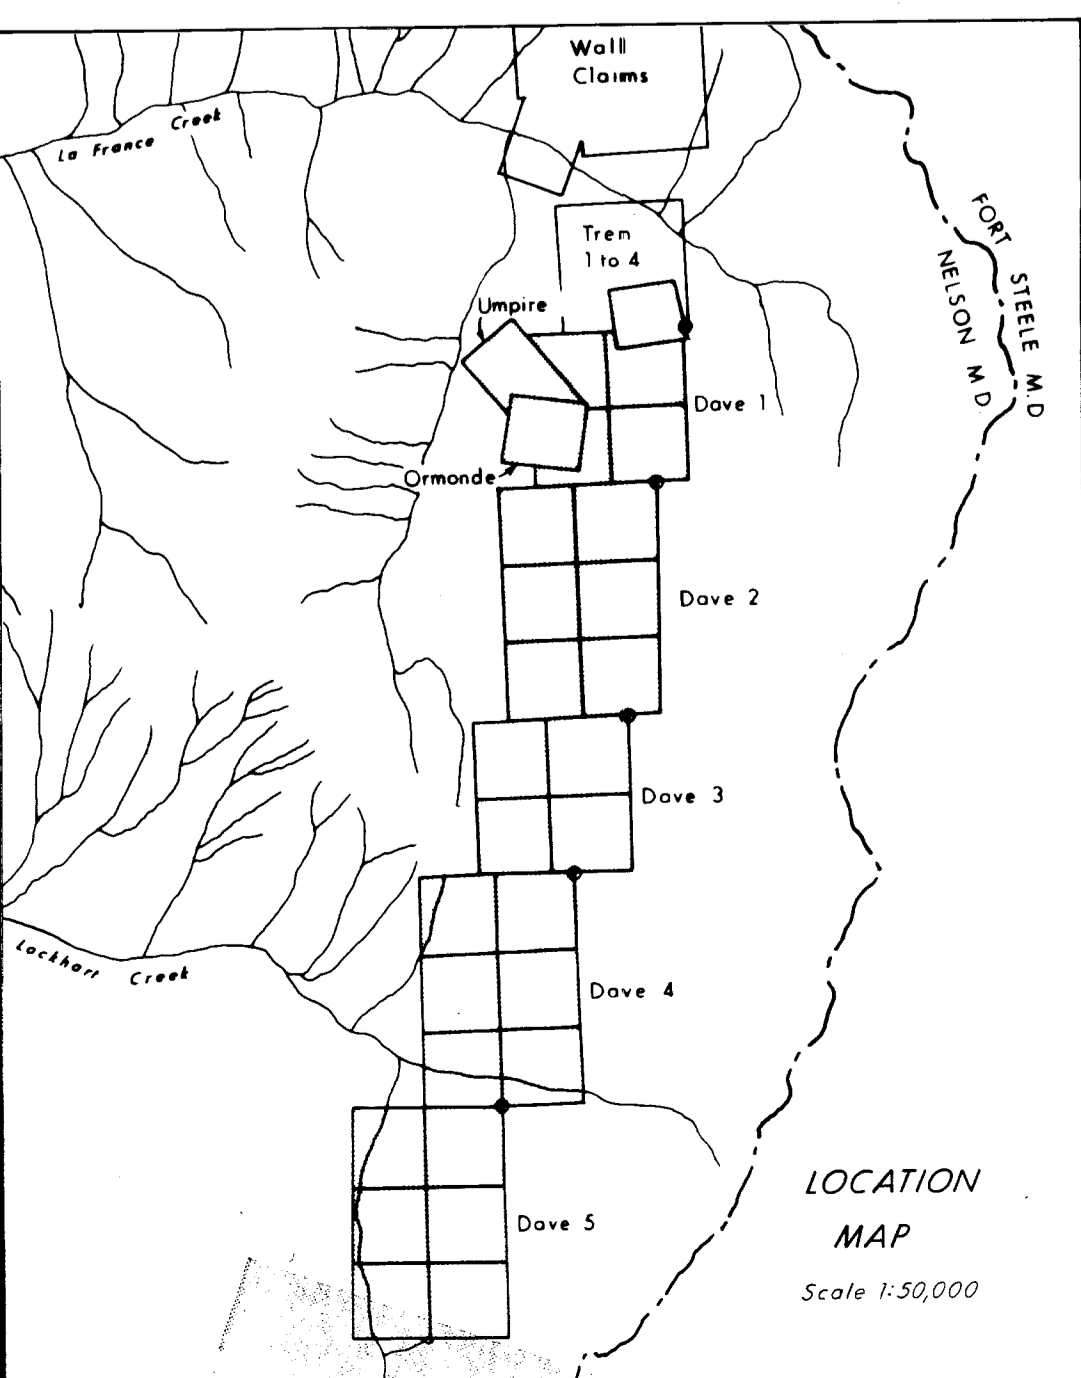 Wall
Claims
La France Creek
FORT STEELE M.D
NELSON M.D.
Trem
1 to 4
Umpire
Dave 1
Ormonde
Dave 2
Dave 3
Lockhart Creek
Dave 4
Dave 5
LOCATION
MAP
Scale 1:50,000